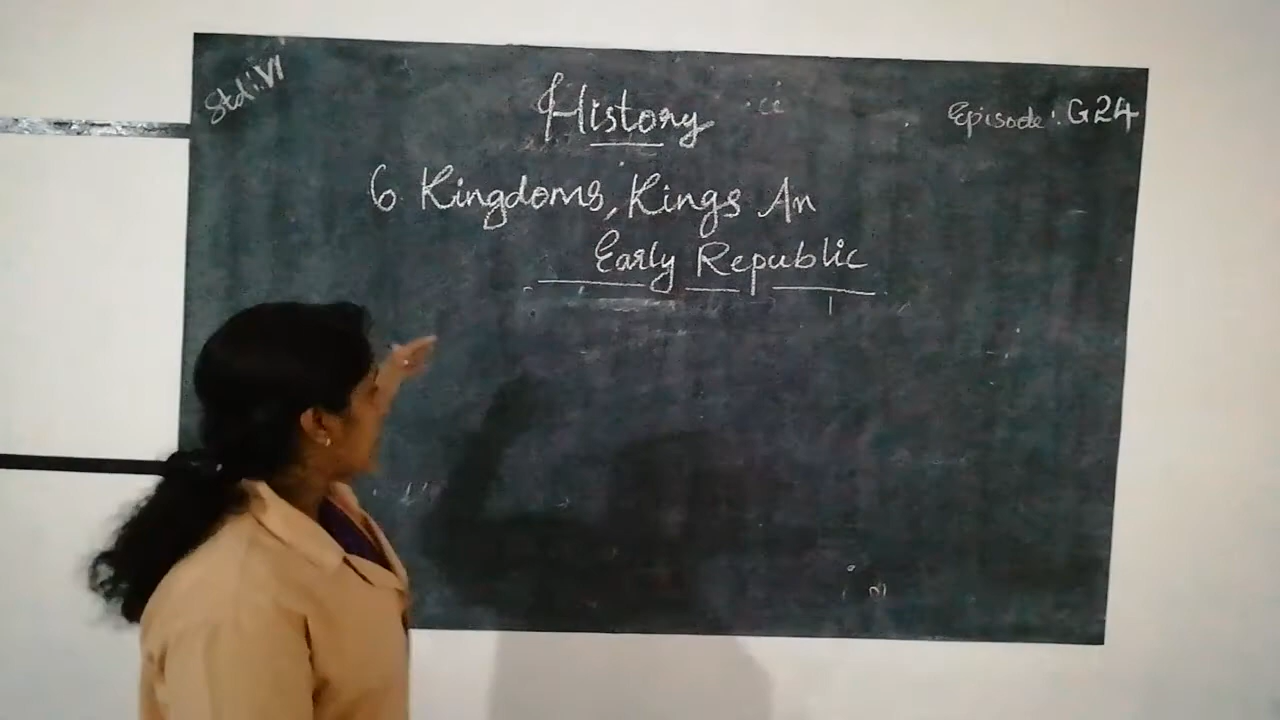 Std: VI
History
Episode: G24
6 Kingdoms, Kings An
Early Republic